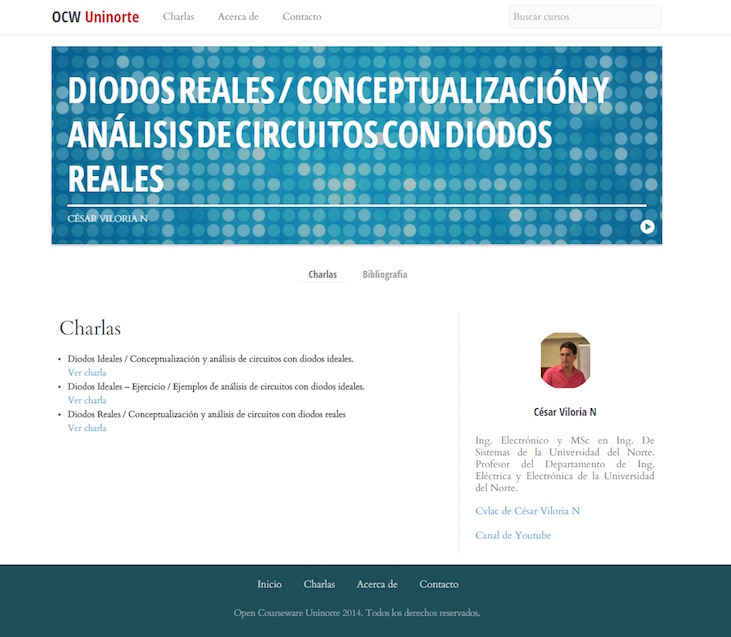 OCW Uninorte Charlas Acerca de Contacto Buscar cursos
DIODOS REALES / CONCEPTUALIZACIÓN Y
ANÁLISIS DE CIRCUITOS CON DIODOS
REALES
CÉSAR VILORIA N
Charlas Bibliografia
Charlas
Diodos Ideales / Conceptualización y análisis de circuitos con diodos ideales.
Ver charla
Diodos Ideales – Ejercicio / Ejemplos de análisis de circuitos con diodos ideales.
Ver charla
Diodos Reales / Conceptualización y análisis de circuitos con diodos reales
Ver charla
César Viloria N
Ing. Electrónico y MSc en Ing. De
Sistemas de la Universidad del Norte.
Profesor del Departamento de Ing.
Eléctrica y Electrónica de la Universidad
del Norte.
Cvlac de César Viloria N
Canal de Youtube
Inicio Charlas Acerca de Contacto
Open Courseware Uninorte 2014. Todos los derechos reservados.